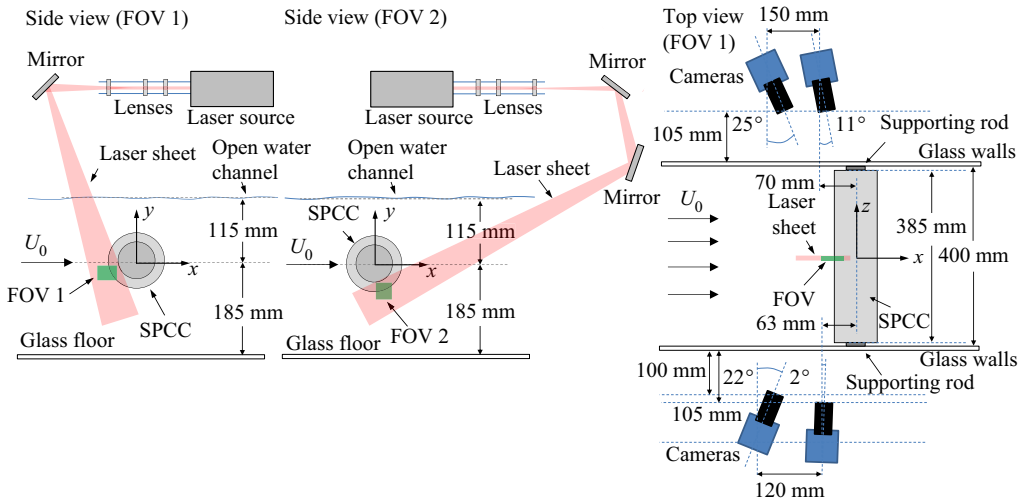 Side view (FOV 1)
Mirror
Lenses
Laser source
Laser sheet
Open water
channel
y
115 mm
U0
x
FOV 1
185 mm
SPCC
Glass floor
Side view (FOV 2)
Mirror
Laser source
Lenses
Open water
channel
Laser sheet
Mirror
SPCC
y
115 mm
U0
x
185 mm
FOV 2
Glass floor
Top view
(FOV 1)
150 mm
Cameras
25°
11°
105 mm
Supporting rod
Glass walls
70 mm
Laser
sheet
z
385 mm
U0
x
400 mm
FOV
SPCC
63 mm
Glass walls
Supporting rod
100 mm
22°
2°
105 mm
Cameras
120 mm